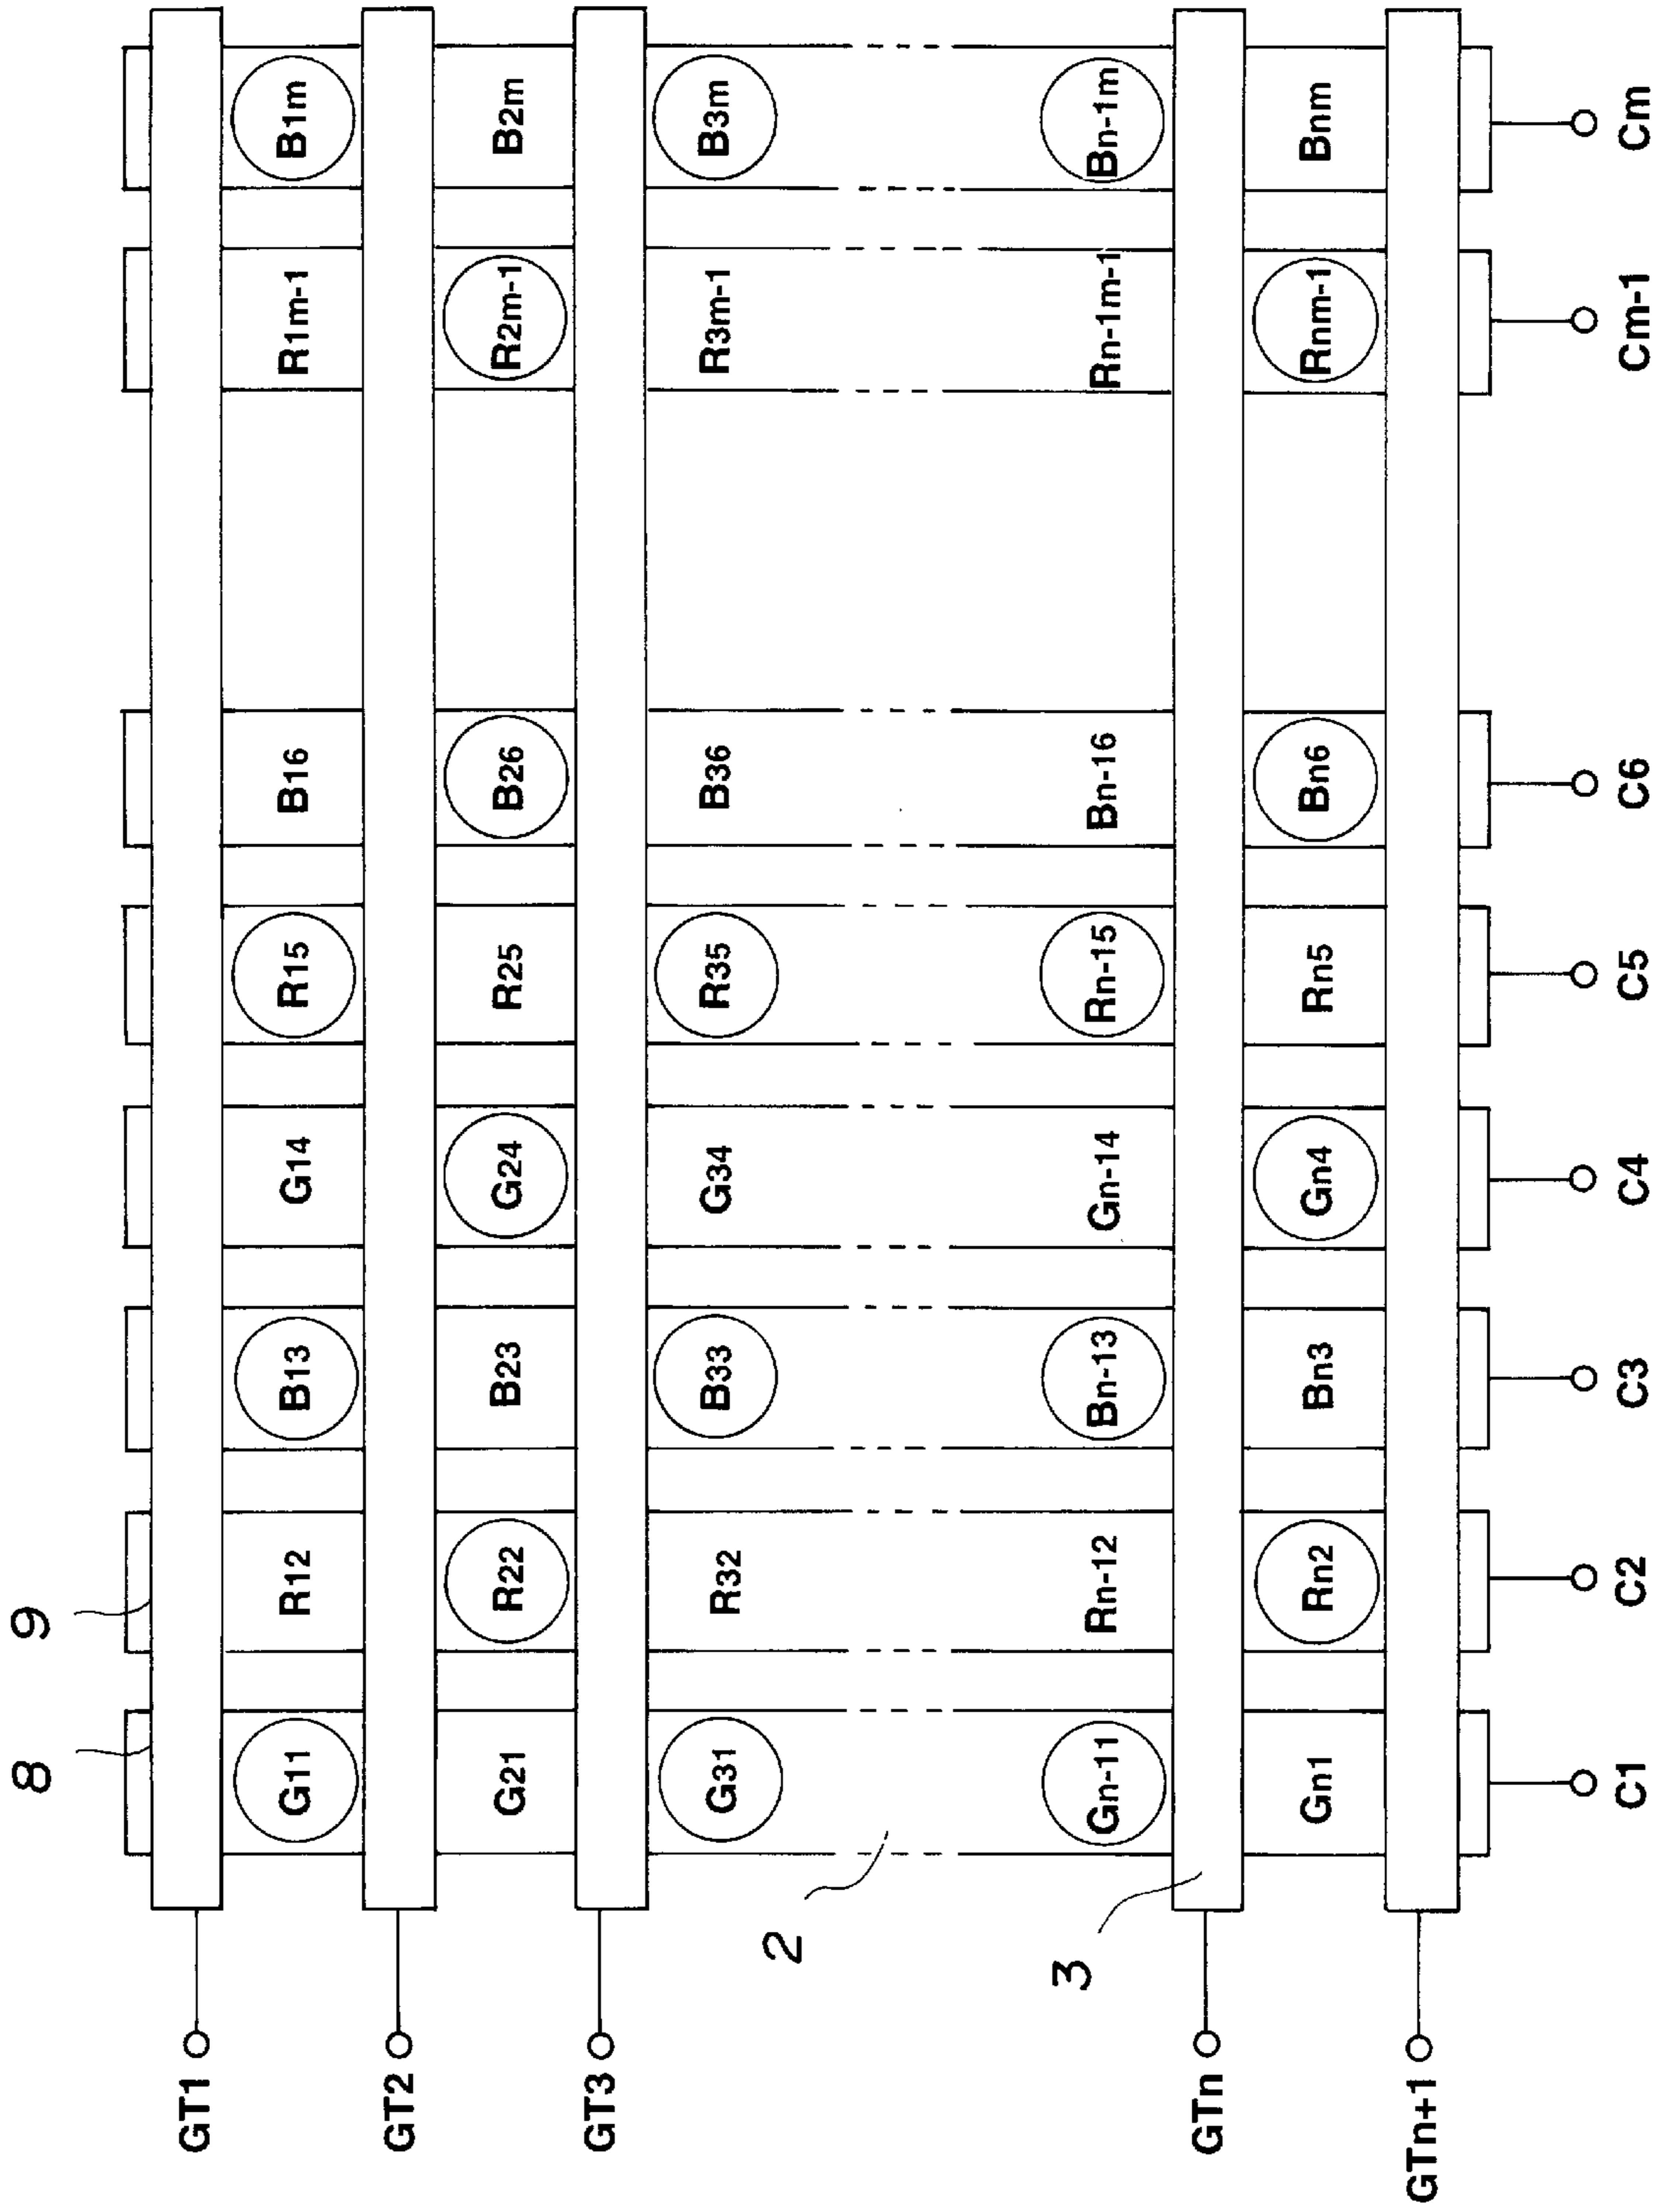 8 9
GT1
G11 R12 B13 G14 R15 B16 R1m-1 B1m
GT2
G21 R22 B23 G24 R25 B26 R2m-1 B2m
GT3
G31 R32 B33 G34 R35 B36 R3m-1 B3m
2
3
Gn-11 Rn-12 Bn-13 Gn-14 Rn-15 Bn-16 Rn-1m-1 Bn-1m
GTn
Gn1 Rn2 Bn3 Gn4 Rn5 Bn6 Rnm-1 Bnm
GTn+1
C1 C2 C3 C4 C5 C6 Cm-1 Cm